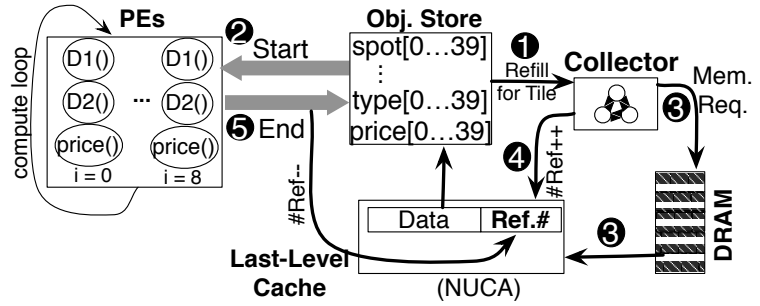 PEs
Obj. Store
compute loop
D1()
D1()
D2()
...
D2()
price()
price()
i = 0
i = 8
❷
Start
❺
End
spot[0...39]
⋮
type[0...39]
price[0...39]
❶
Refill
for Tile
Collector
❸
Mem.
Req.
❹
#Ref++
#Ref--
Data
Ref.#
❸
DRAM
Last-Level
Cache
(NUCA)